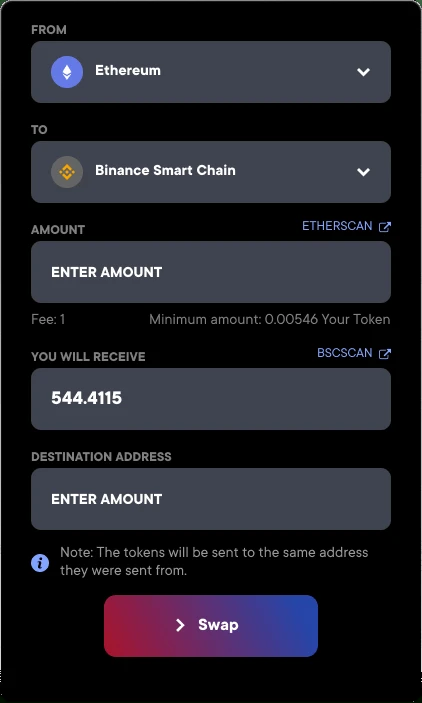 FROM
Ethereum
TO
Binance Smart Chain
AMOUNT ETHERSCAN
ENTER AMOUNT
Fee: 1 Minimum amount: 0.00546 Your Token
YOU WILL RECEIVE BSCSCAN
544.4115
DESTINATION ADDRESS
ENTER AMOUNT
Note: The tokens will be sent to the same address
they were sent from.
Swap